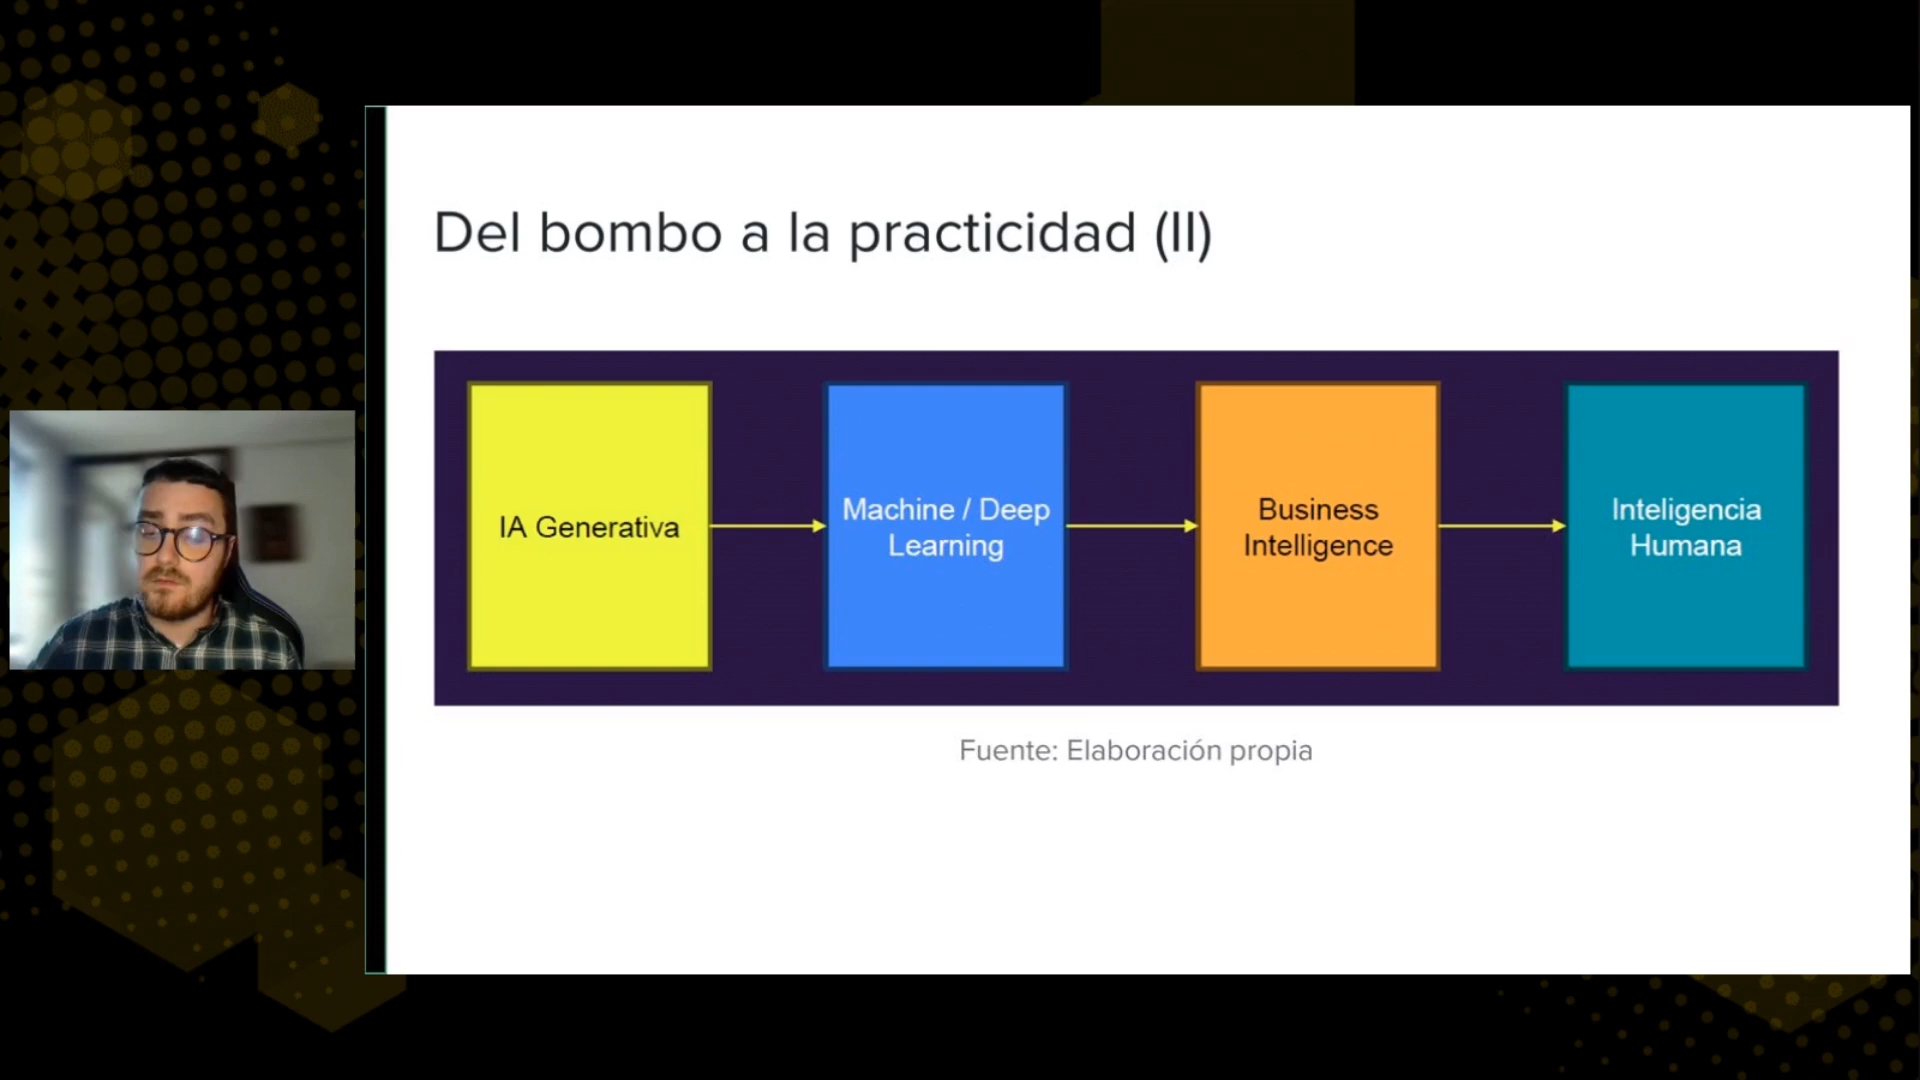 Del bombo a la practicidad (II)
IA Generativa
Machine / Deep
Learning
Business
Intelligence
Inteligencia
Humana
Fuente: Elaboración propia